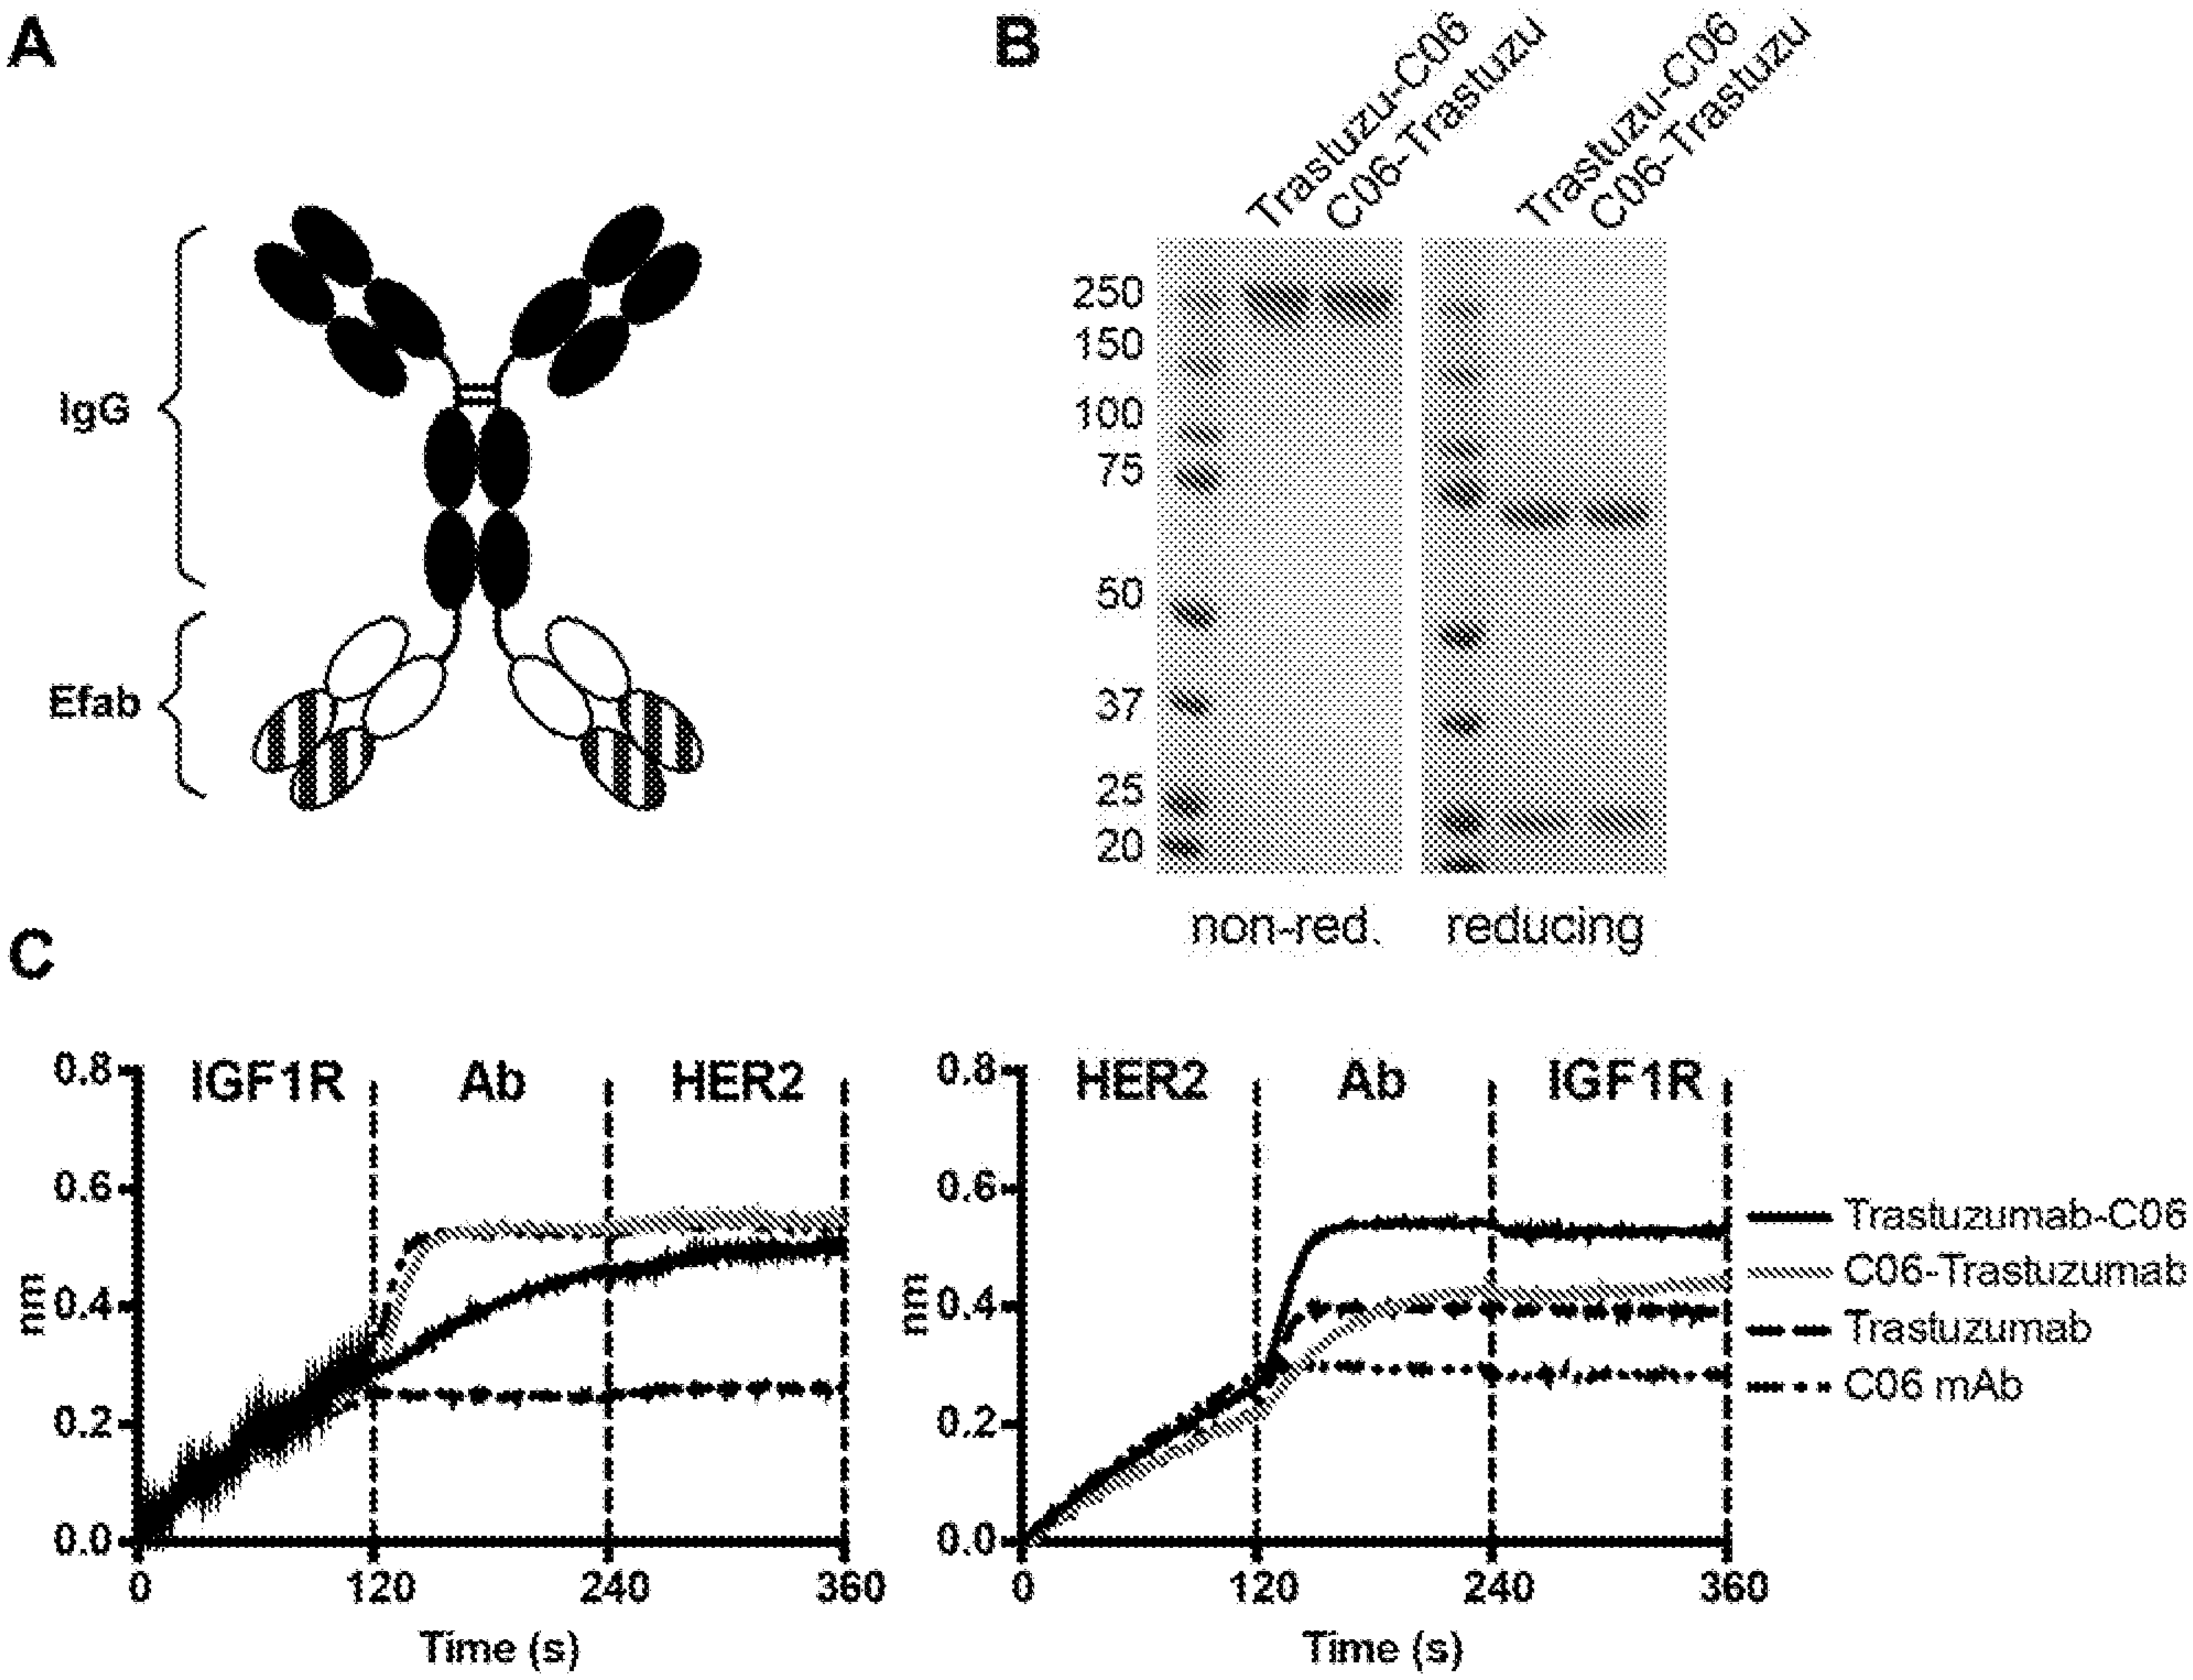 A
IgG
Efab
B
Trastuzu-C06
C06-Trastuzu
Trastuzu-C06
C06-Trastuzu
250
150
100
75
50
37
25
20
non-red.
reducing
C
IGF1R Ab HER2
nm
0.8
0.6
0.4
0.2
0.0
0 120 240 360
Time (s)
HER2 Ab IGF1R
nm
0.8
0.6
0.4
0.2
0.0
0 120 240 360
Time (s)
Trastuzumab-C06
C06-Trastuzumab
Trastuzumab
C06 mAb